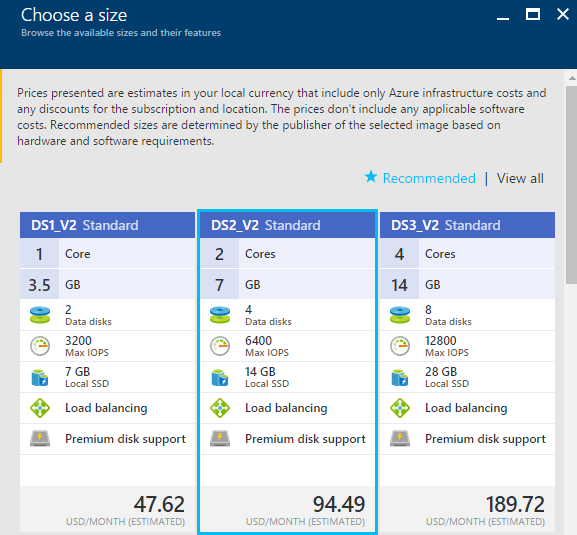 Choose a size
Browse the available sizes and their features
Prices presented are estimates in your local currency that include only Azure infrastructure costs and
any discounts for the subscription and location. The prices don't include any applicable software
costs. Recommended sizes are determined by the publisher of the selected image based on
hardware and software requirements.
Recommended | View all
DS1_V2 Standard
1 Core
3.5 GB
2
Data disks
3200
Max IOPS
7 GB
Local SSD
Load balancing
Premium disk support
47.62
USD/MONTH (ESTIMATED)
DS2_V2 Standard
2 Cores
7 GB
4
Data disks
6400
Max IOPS
14 GB
Local SSD
Load balancing
Premium disk support
94.49
USD/MONTH (ESTIMATED)
DS3_V2 Standard
4 Cores
14 GB
8
Data disks
12800
Max IOPS
28 GB
Local SSD
Load balancing
Premium disk support
189.72
USD/MONTH (ESTIMATED)